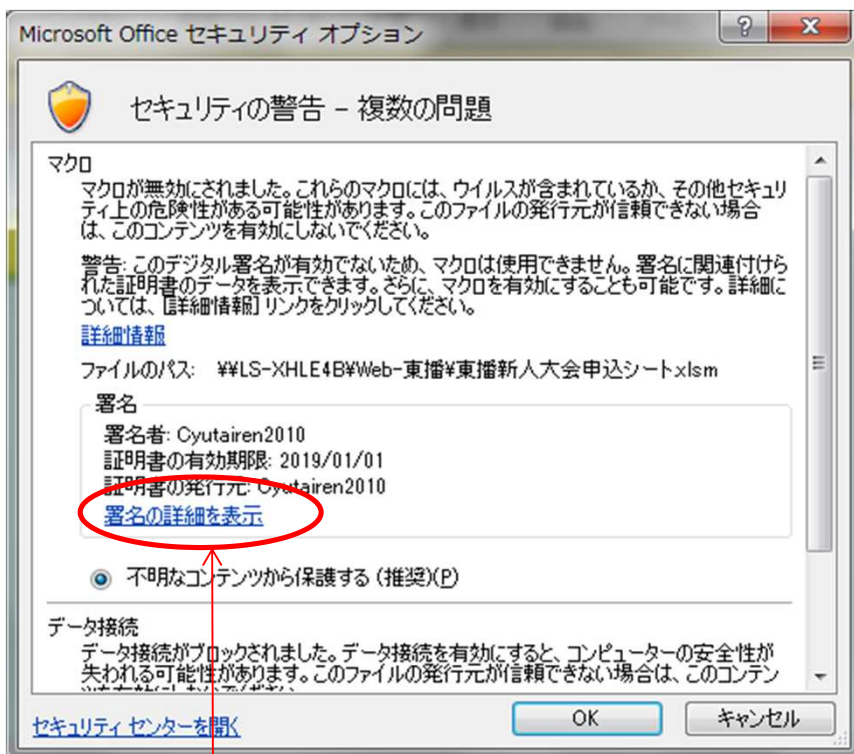 Microsoft Office セキュリティ オプション
セキュリティの警告 - 複数の問題
マクロ
マクロが無効にされました。これらのマクロには、ウイルスが含まれているか、その他セキュリ
ティ上の危険性がある可能性があります。このファイルの発行元が信頼できない場合
は、このコンテンツを有効にしないでください。
警告: このデジタル署名が有効でないため、マクロは使用できません。署名に関連付けら
れた証明書のデータを表示できます。さらに、マクロを有効にすることも可能です。詳細に
ついては、[詳細情報] リンクをクリックしてください。
詳細情報
ファイルのパス: ¥¥LS-XHLE4B¥Web-東播¥東播新人大会申込シート.xlsm
署名
署名者: Cyutairen2010
証明書の有効期限: 2019/01/01
証明書の発行元: Cyutairen2010
署名の詳細を表示
不明なコンテンツから保護する (推奨)(P)
データ接続
データ接続がブロックされました。データ接続を有効にすると、コンピューターの安全性が
失われる可能性があります。このファイルの発行元が信頼できない場合は、このコンテン
セキュリティ センターを開く
OK
キャンセル